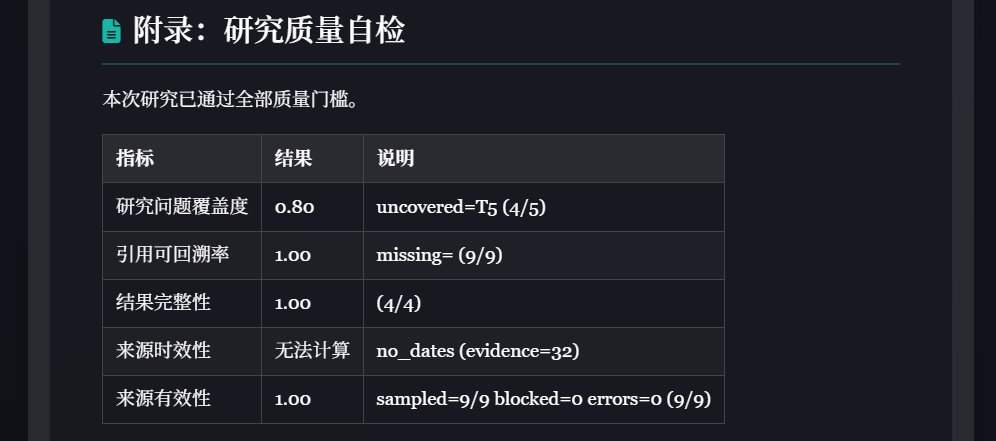 附录：研究质量自检
本次研究已通过全部质量门槛。
指标 结果 说明
研究问题覆盖度 0.80 uncovered=T5 (4/5)
引用可回溯率 1.00 missing= (9/9)
结果完整性 1.00 (4/4)
来源时效性 无法计算 no_dates (evidence=32)
来源有效性 1.00 sampled=9/9 blocked=0 errors=0 (9/9)